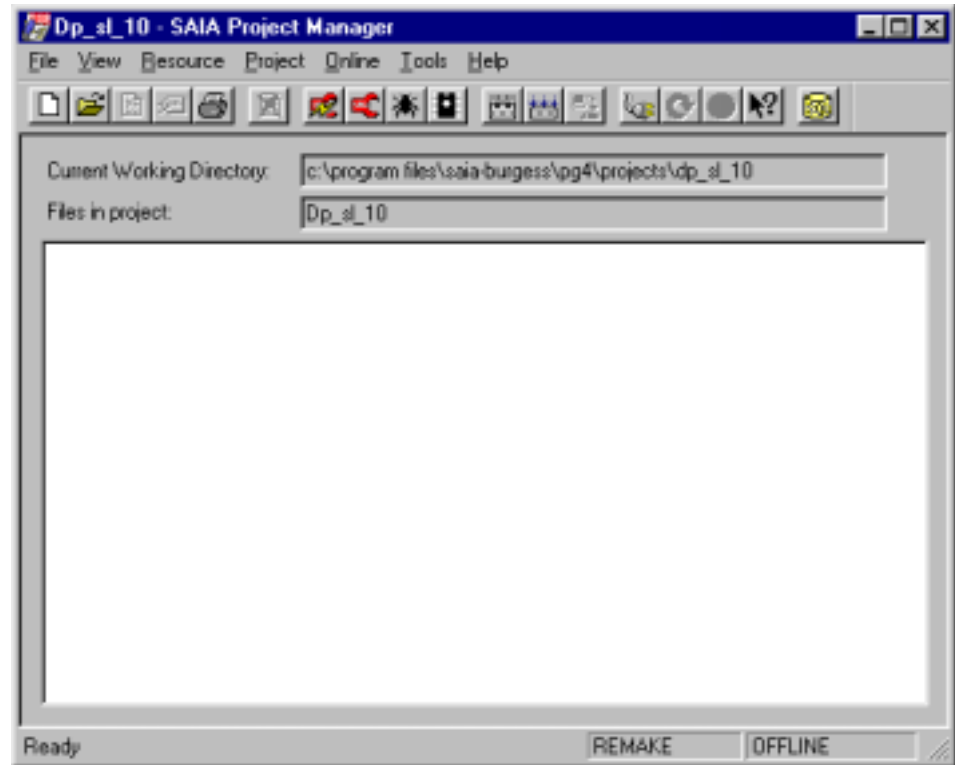 Dp_sl_10 - SAIA Project Manager
File View Resource Project Online Tools Help
Current Working Directory: c:\program files\saia-burgess\pg4\projects\dp_sl_10
Files in project: Dp_sl_10
Ready REMAKE OFFLINE